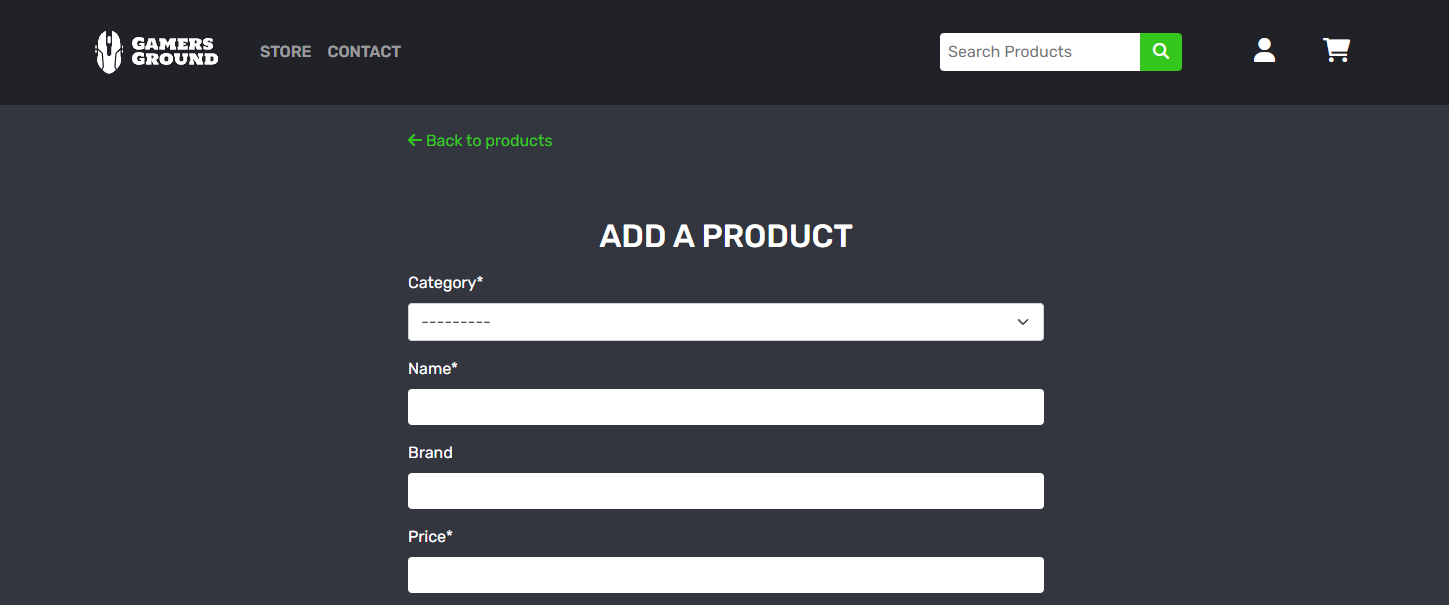 GAMERS
GROUND
STORE
CONTACT
Search Products
Back to products
ADD A PRODUCT
Category*
---------
Name*
Brand
Price*